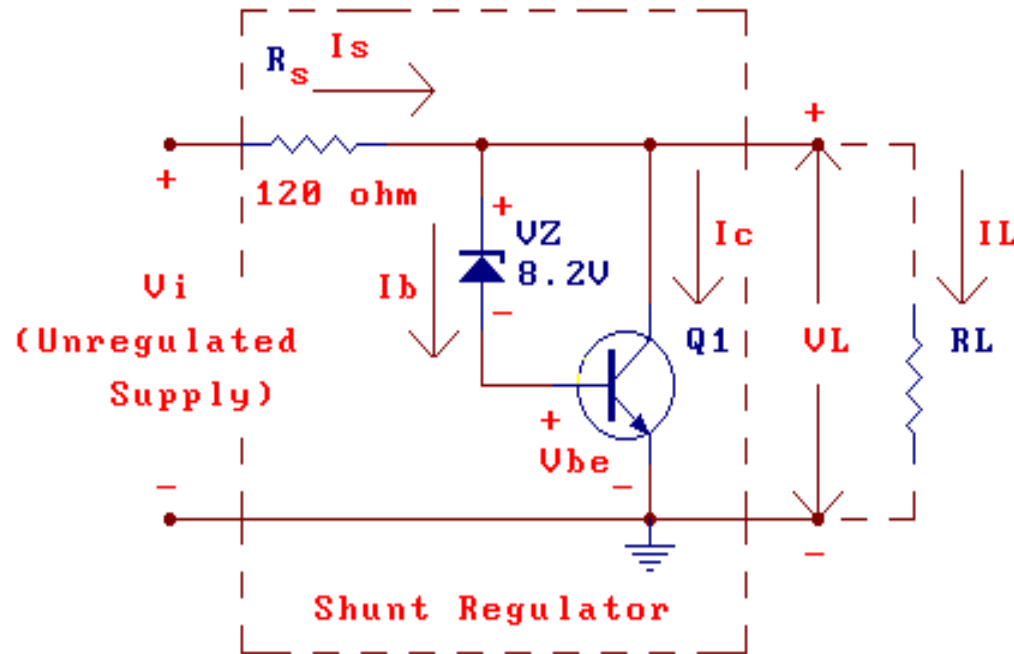 Rs
Is
+
+
120 ohm
+
VZ
8.2V
Ib
-
Ic
IL
Vi
(Unregulated
Supply)
Q1
VL
RL
+
Vbe
-
-
-
Shunt Regulator